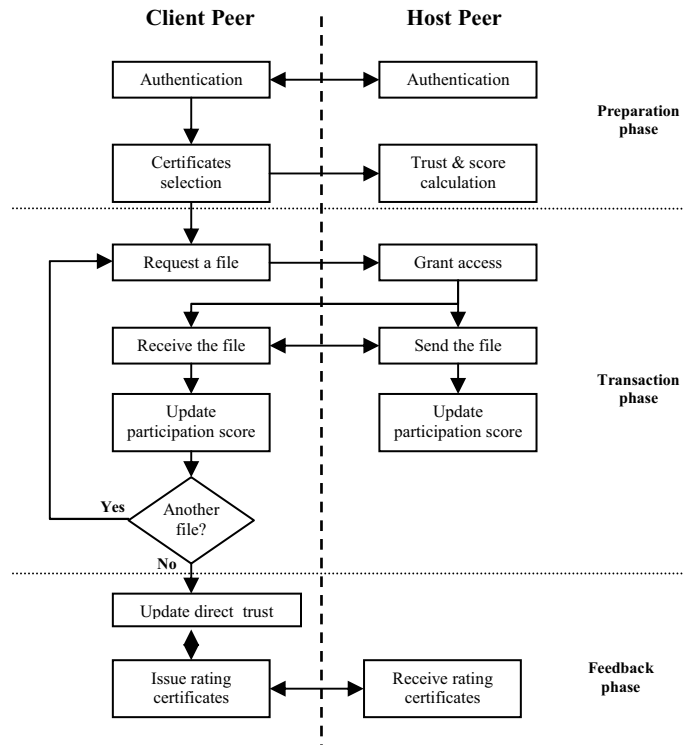 Client Peer
Host Peer
Authentication
Authentication
Preparation
phase
Certificates
selection
Trust & score
calculation
Request a file
Grant access
Receive the file
Send the file
Transaction
phase
Update
participation score
Update
participation score
Yes
Another
file?
No
Update direct trust
Issue rating
certificates
Receive rating
certificates
Feedback
phase